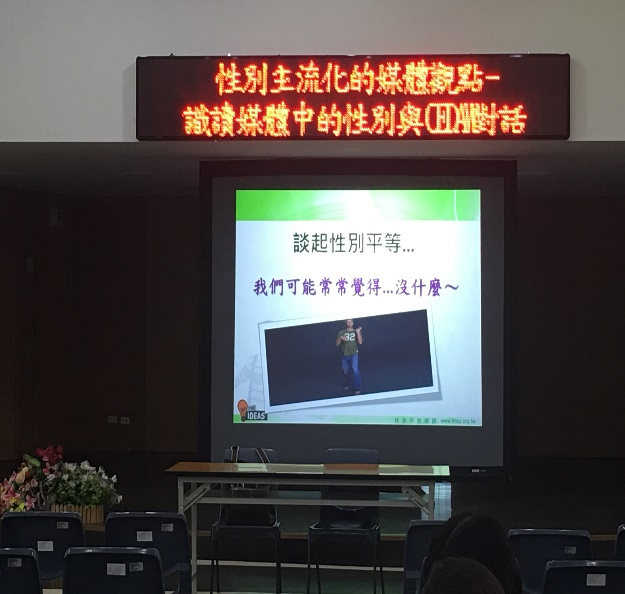 性別主流化的媒體觀點-
識讀媒體中的性別與CEDAW對話
談起性別平等...
我們可能常常覺得...沒什麼～
32
IDEAS